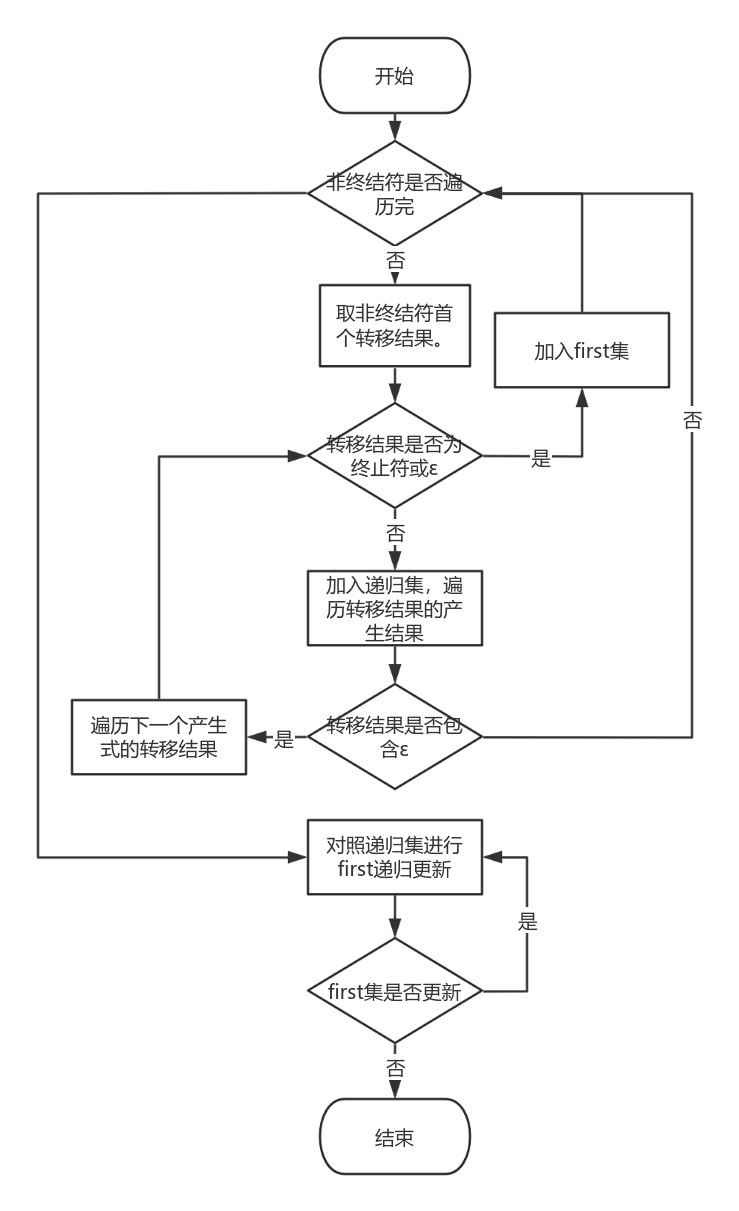 开始
非终结符是否遍
历完
否
取非终结符首
个转移结果。
加入first集
否
转移结果是否为
终止符或ε
是
否
加入递归集，遍
历转移结果的产
生结果
遍历下一个产生
式的转移结果
是
转移结果是否包
含ε
对照递归集进行
first递归更新
是
first集是否更新
否
结束